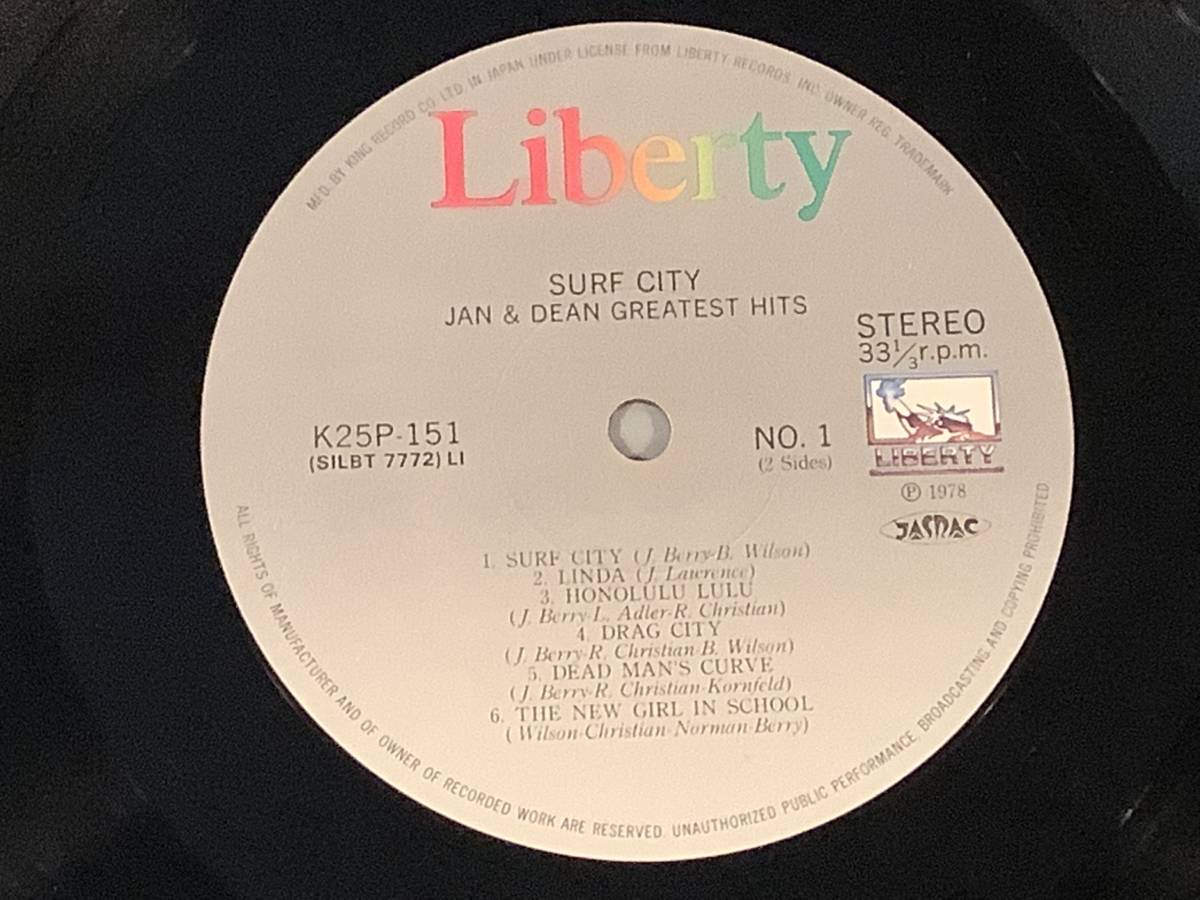 MF'D. BY KING RECORD CO. LTD. IN JAPAN UNDER LICENSE FROM LIBERTY RECORDS, INC. OWNER REG. TRADEMARK
Liberty
SURF CITY
JAN & DEAN GREATEST HITS
STEREO
33⅓r.p.m.
K25P-151
(SILBT 7772) LI
NO. 1
(2 Sides)
LIBERTY
Ⓟ 1978
JASRAC
1. SURF CITY (J. Berry-B. Wilson)
2. LINDA (J. Lawrence)
3. HONOLULU LULU
(J. Berry-L. Adler-R. Christian)
4. DRAG CITY
(J. Berry-R. Christian-B. Wilson)
5. DEAD MAN'S CURVE
(J. Berry-R. Christian-Kornfeld)
6. THE NEW GIRL IN SCHOOL
(Wilson-Christian-Norman-Berry)
ALL RIGHTS OF MANUFACTURER AND OF OWNER OF RECORDED WORK ARE RESERVED. UNAUTHORIZED PUBLIC PERFORMANCE, BROADCASTING AND COPYING PROHIBITED